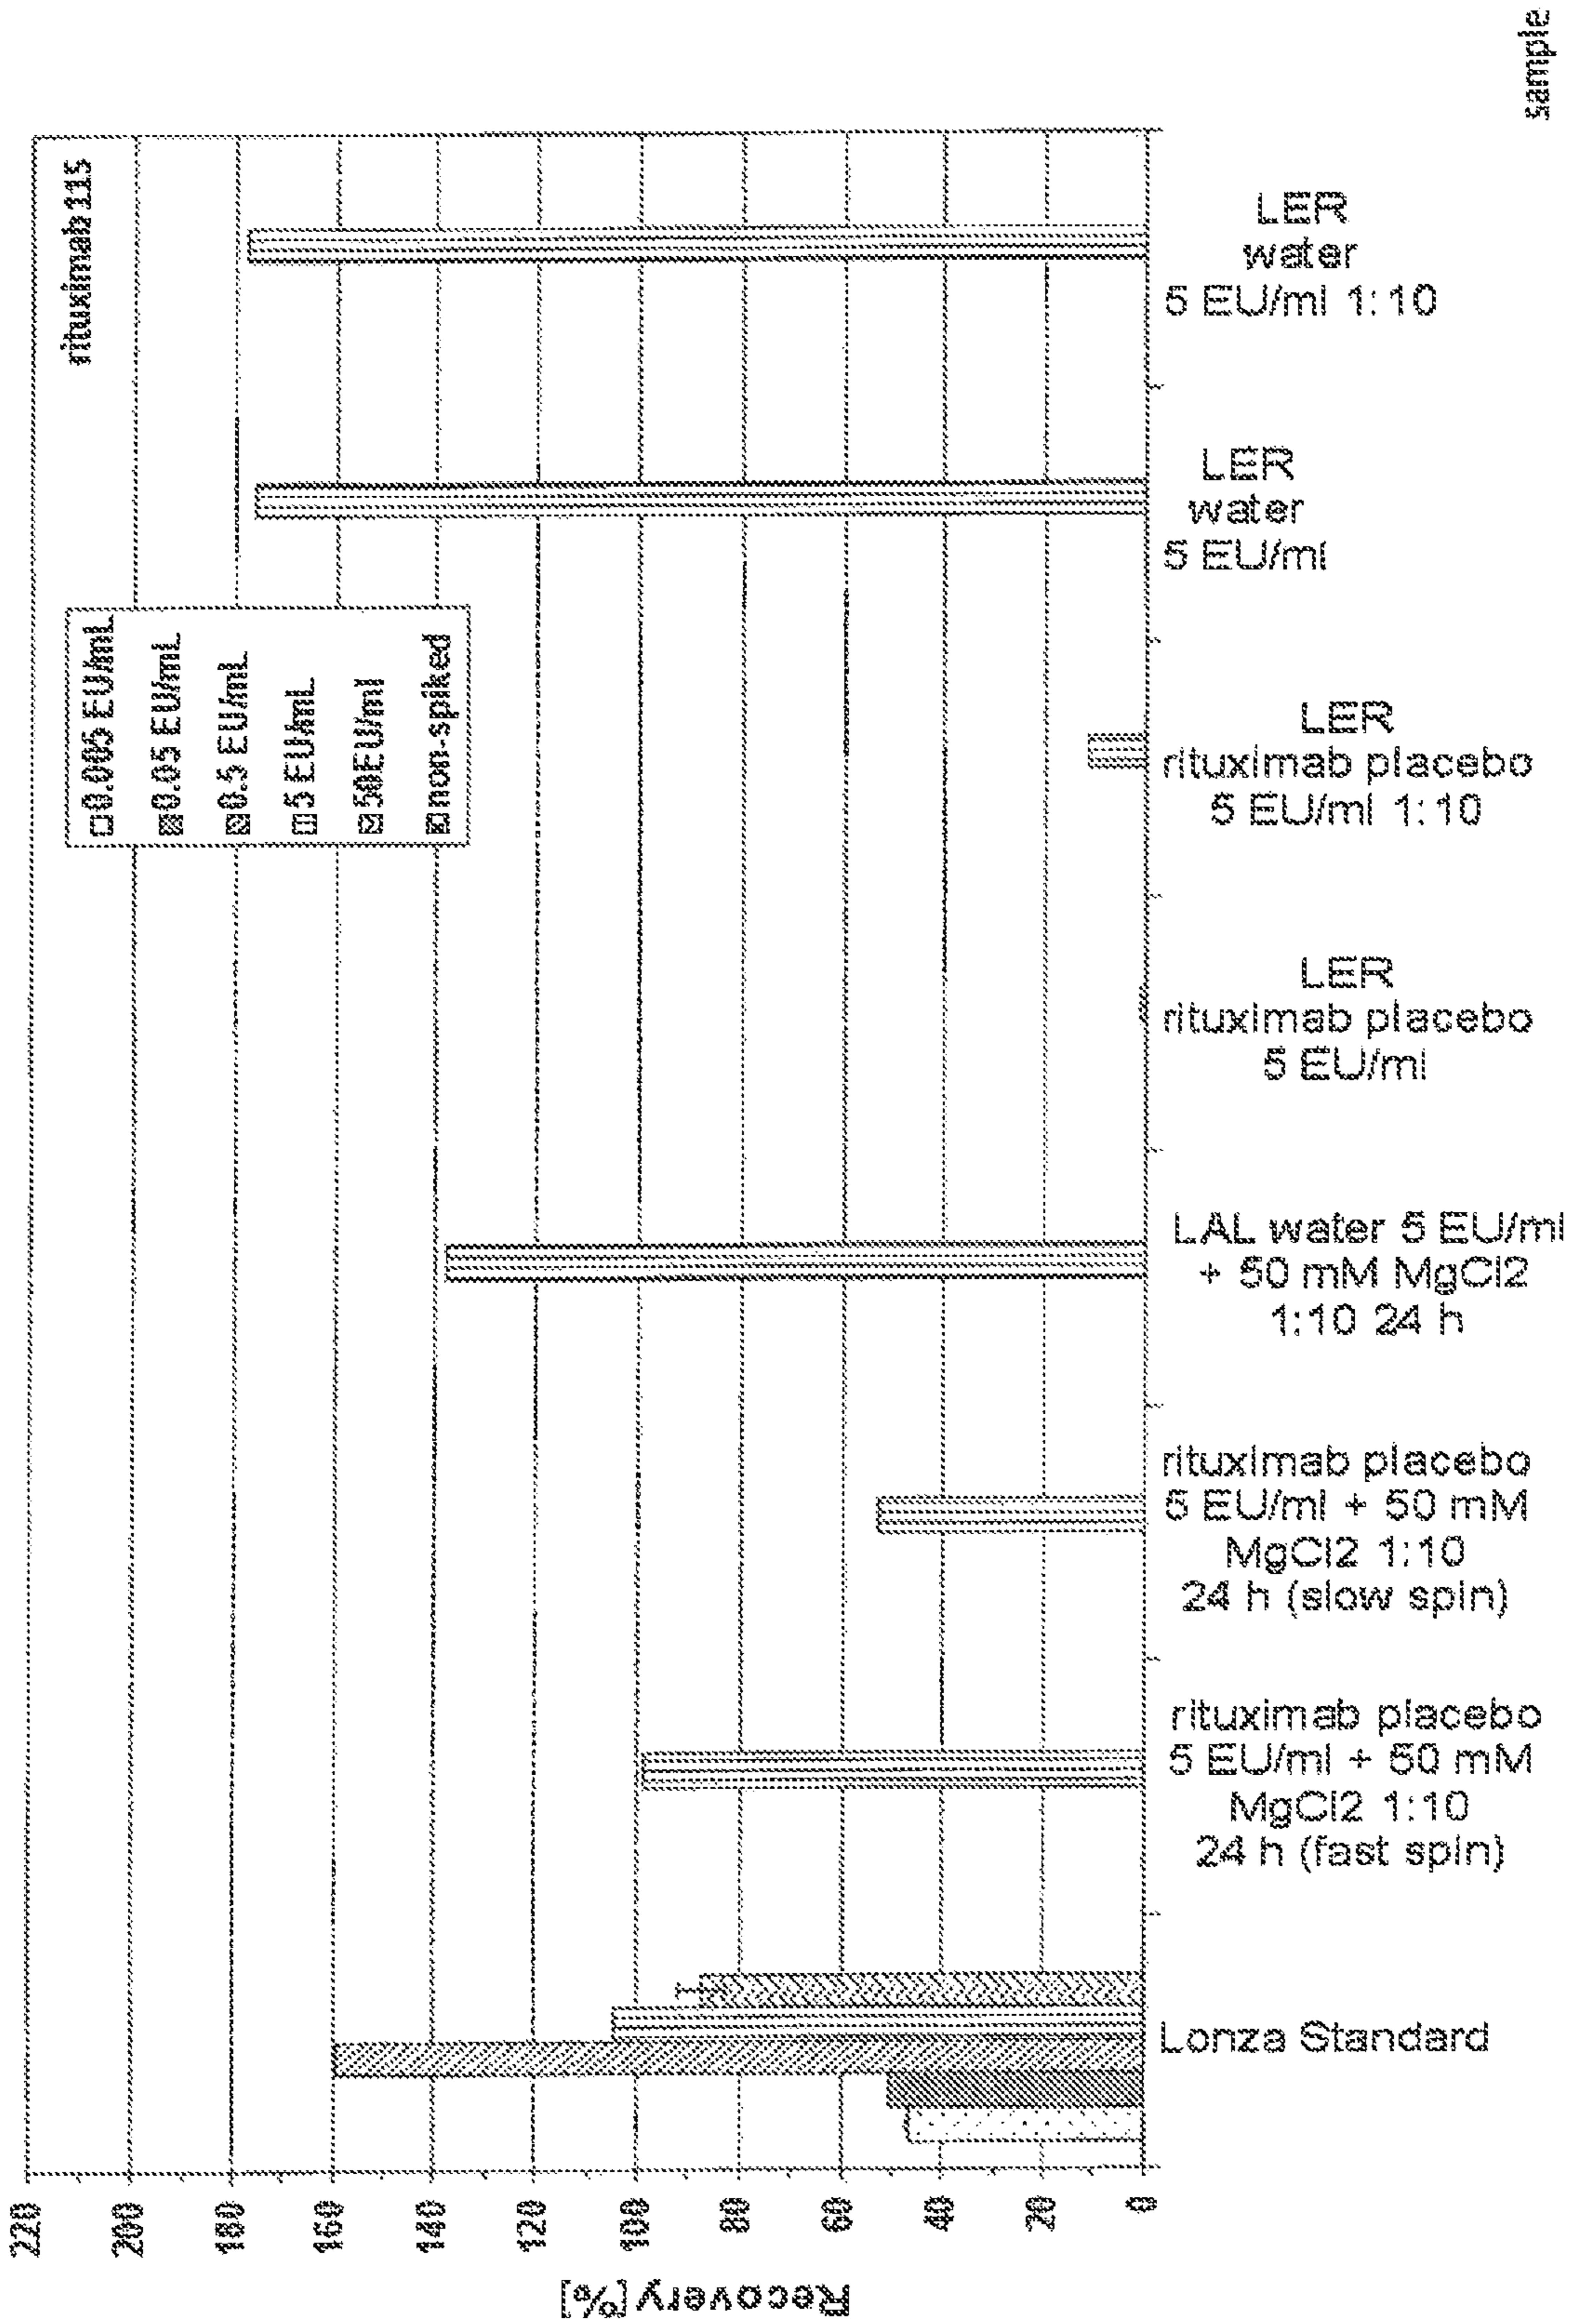 rituximab 115
0.005 EU/mL
0.05 EU/mL
0.5 EU/mL
5 EU/mL
50EU/ml
non-spiked
Recovery [%]
220
200
180
160
140
120
100
80
60
40
20
0
Lonza Standard
rituximab placebo
5 EU/ml + 50 mM
MgCl2 1:10
24 h (fast spin)
rituximab placebo
5 EU/ml + 50 mM
MgCl2 1:10
24 h (slow spin)
LAL water 5 EU/ml
+ 50 mM MgCl2
1:10 24 h
LER
rituximab placebo
5 EU/ml
LER
rituximab placebo
5 EU/ml 1:10
LER
water
5 EU/ml
LER
water
5 EU/ml 1:10
sample